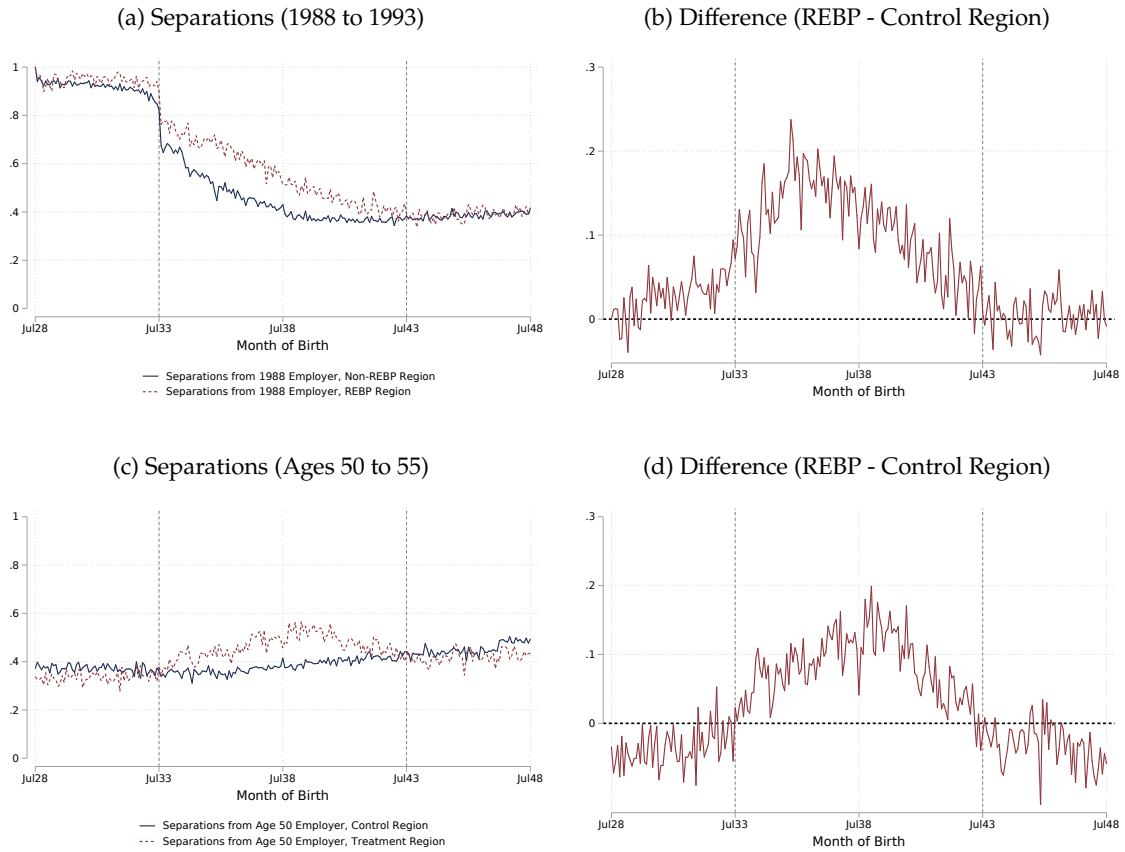 (a) Separations (1988 to 1993)
1
.8
.6
.4
.2
0
Jul28
Jul33
Jul38
Jul43
Jul48
Month of Birth
Separations from 1988 Employer, Non-REBP Region
Separations from 1988 Employer, REBP Region
(b) Difference (REBP - Control Region)
.3
.2
.1
0
Jul28
Jul33
Jul38
Jul43
Jul48
Month of Birth
(c) Separations (Ages 50 to 55)
1
.8
.6
.4
.2
0
Jul28
Jul33
Jul38
Jul43
Jul48
Month of Birth
Separations from Age 50 Employer, Control Region
Separations from Age 50 Employer, Treatment Region
(d) Difference (REBP - Control Region)
.3
.2
.1
0
Jul28
Jul33
Jul38
Jul43
Jul48
Month of Birth